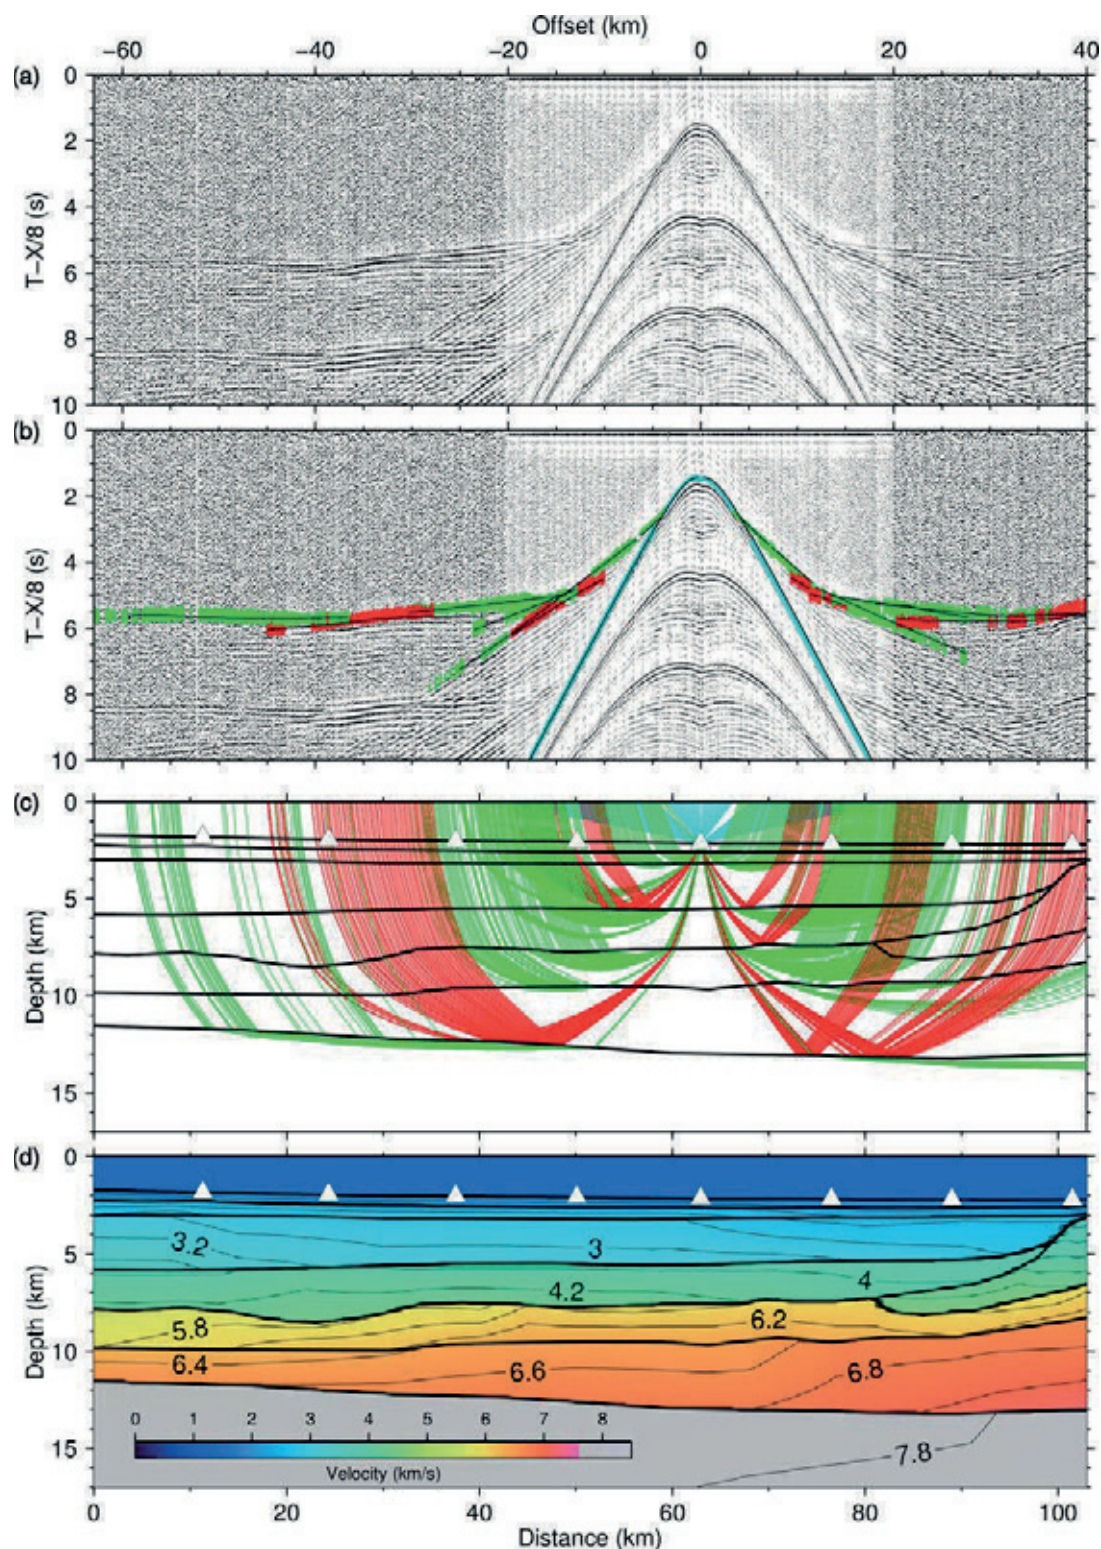 Offset (km)
−60 −40 −20 0 20 40
(a)
0
2
4
6
8
10
T−X/8 (s)
(b)
0
2
4
6
8
10
T−X/8 (s)
(c)
0
5
10
15
Depth (km)
(d)
0
5
10
15
Depth (km)
3.2 3 4
4.2
5.8 6.2
6.4 6.6 6.8
7.8
0 1 2 3 4 5 6 7 8
Velocity (km/s)
0 20 40 60 80 100
Distance (km)